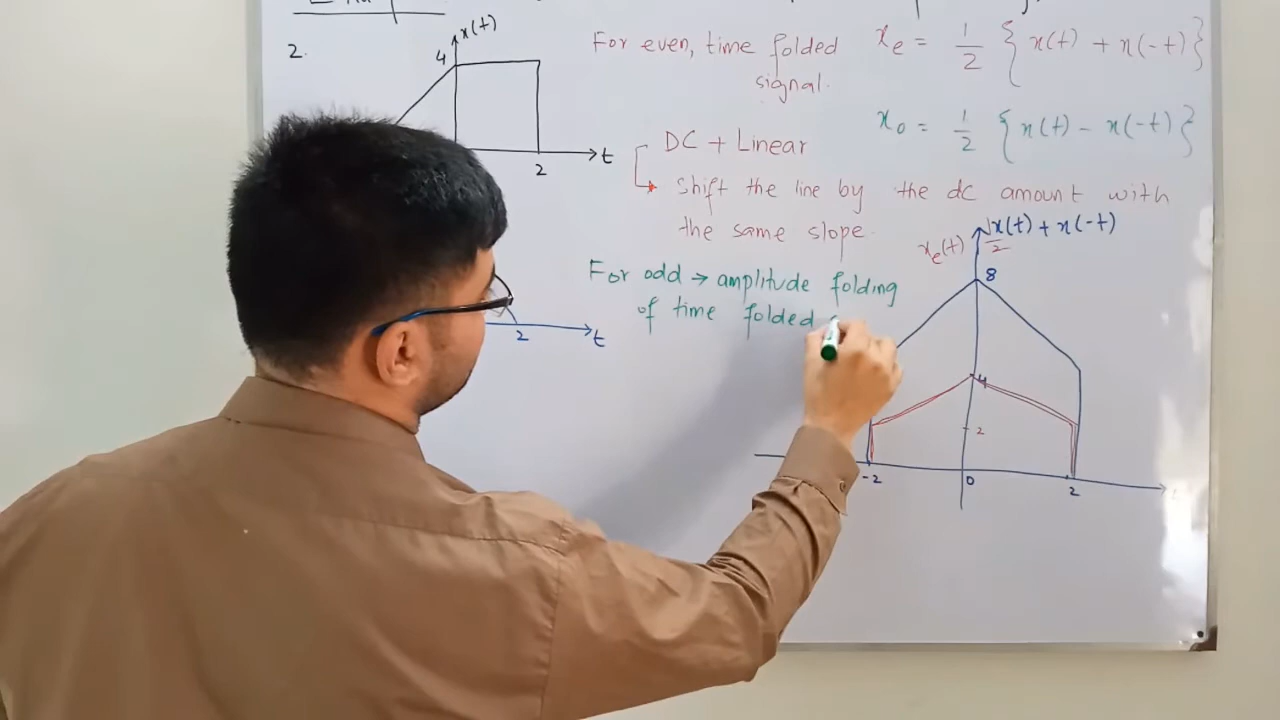 2.
x(t)
4
2
t
2
t
For even, time folded
signal.
xe = 1/2 {x(t) + x(-t)}
xo = 1/2 {x(t) - x(-t)}
DC + Linear
Shift the line by the dc amount with
the same slope.
For odd → amplitude folding
of time folded
xe(t)
x(t) + x(-t)
2
8
4
2
-2
0
2